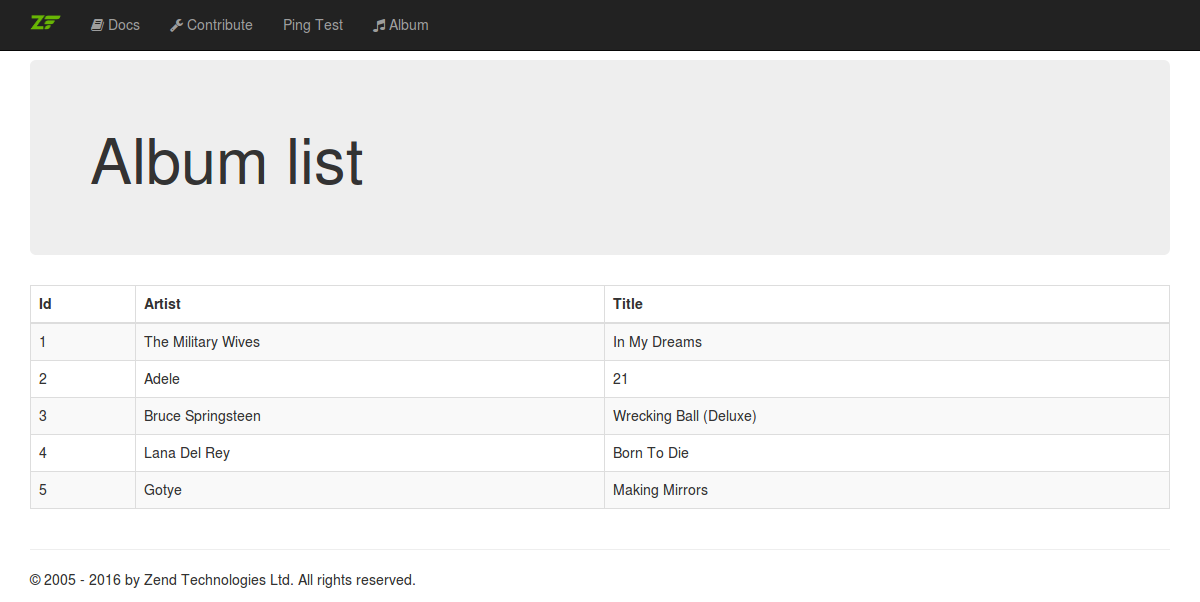 ZF Docs Contribute Ping Test Album
Album list
Id Artist Title
1 The Military Wives In My Dreams
2 Adele 21
3 Bruce Springsteen Wrecking Ball (Deluxe)
4 Lana Del Rey Born To Die
5 Gotye Making Mirrors
© 2005 - 2016 by Zend Technologies Ltd. All rights reserved.